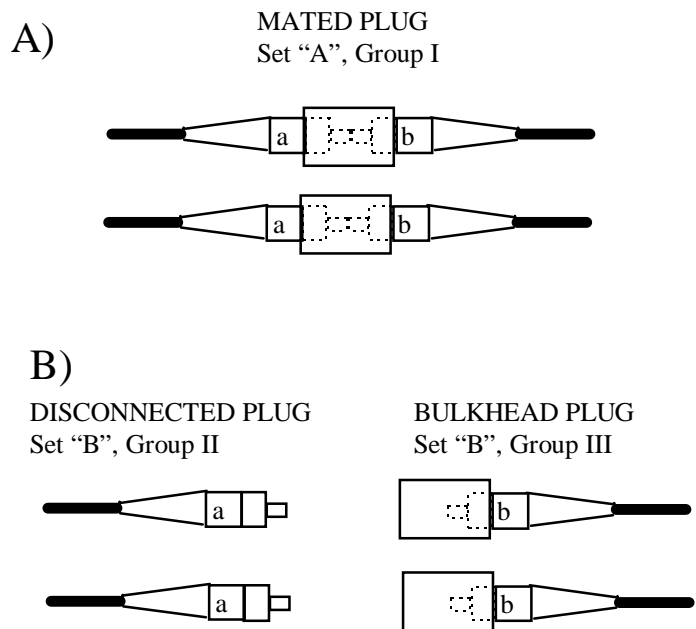 A)
MATED PLUG
Set “A”, Group I
a b
a b
B)
DISCONNECTED PLUG
Set “B”, Group II
a
a
BULKHEAD PLUG
Set “B”, Group III
b
b